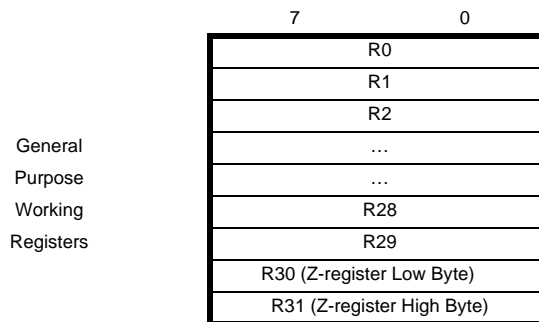 7 0
R0
R1
R2
General …
Purpose …
Working R28
Registers R29
R30 (Z-register Low Byte)
R31 (Z-register High Byte)